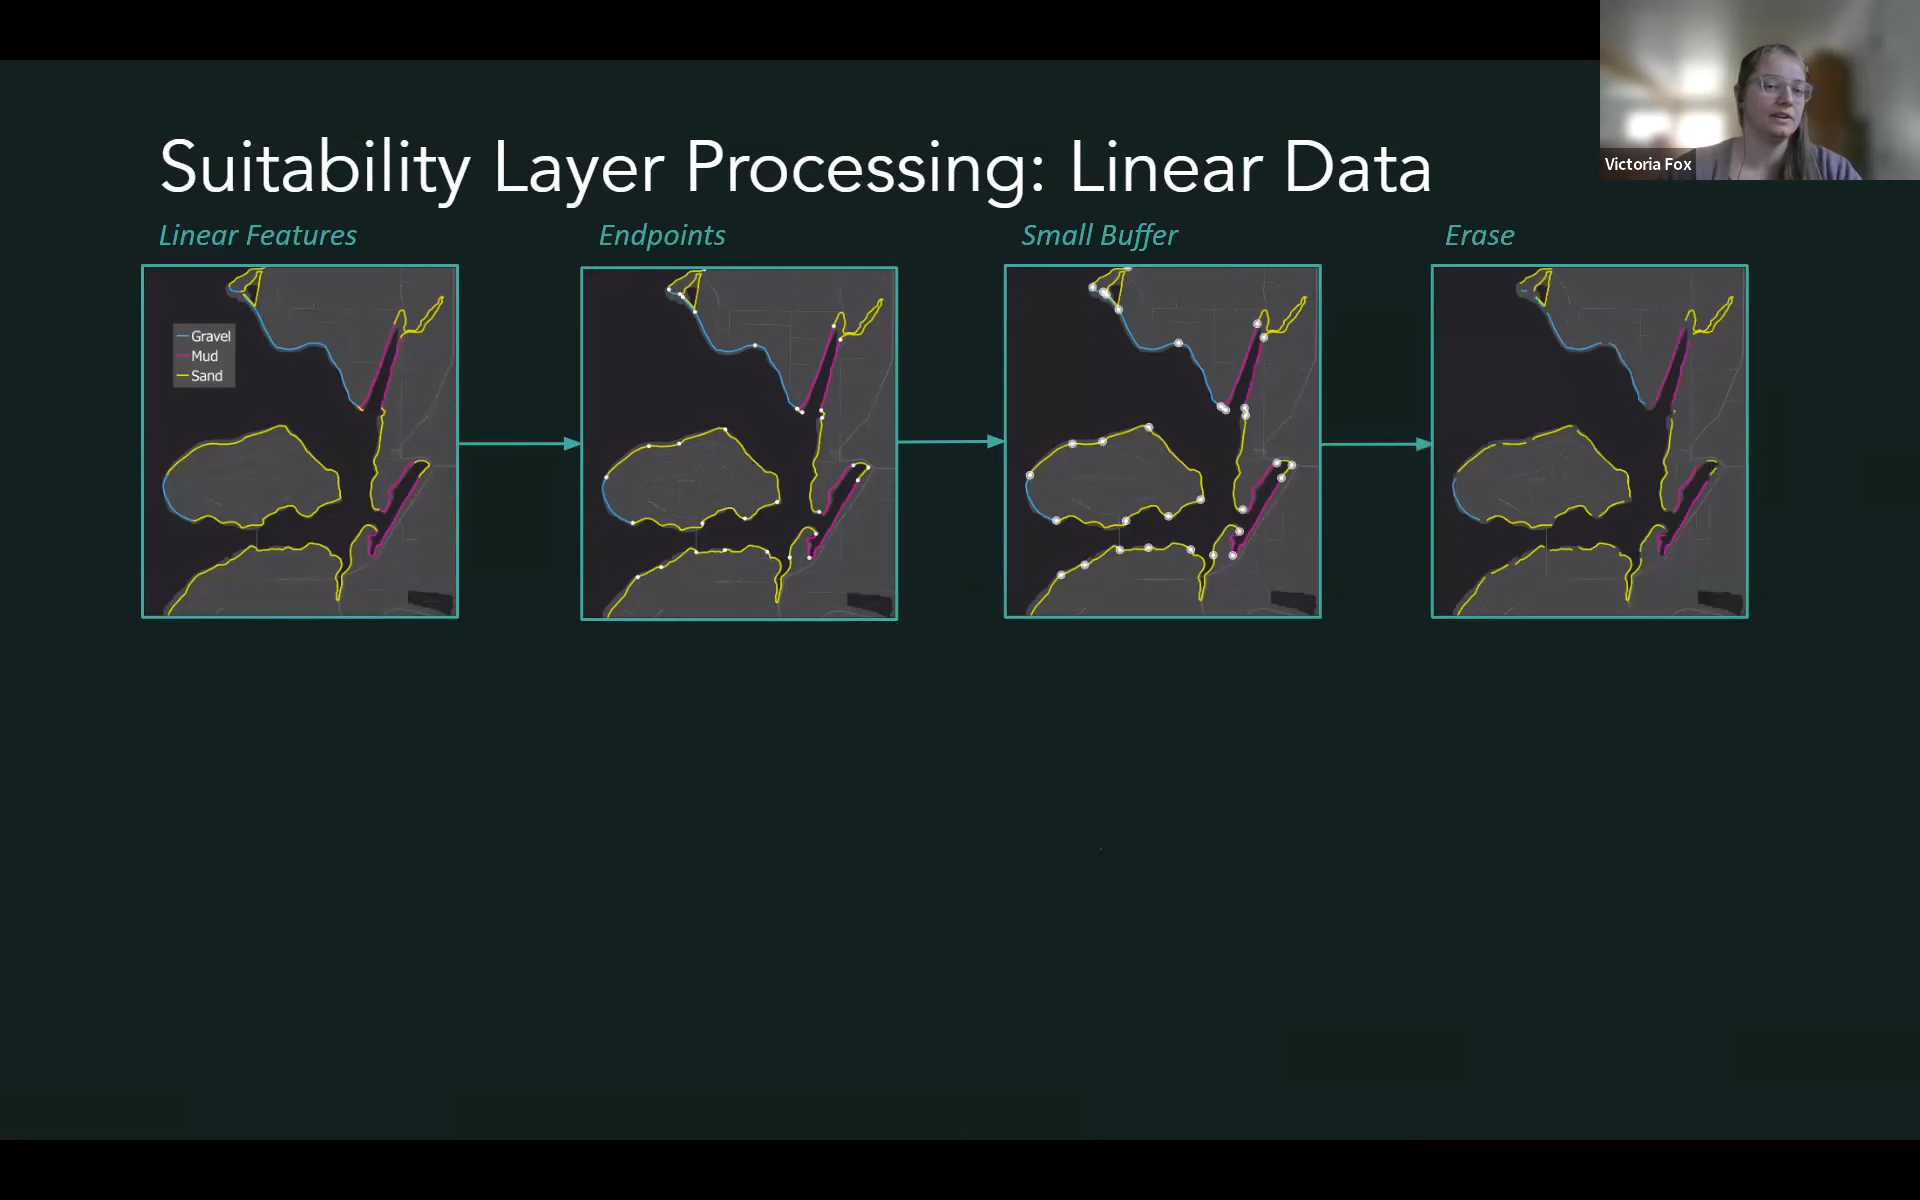 Victoria Fox
Suitability Layer Processing: Linear Data
Linear Features
Endpoints
Small Buffer
Erase
Gravel
Mud
Sand